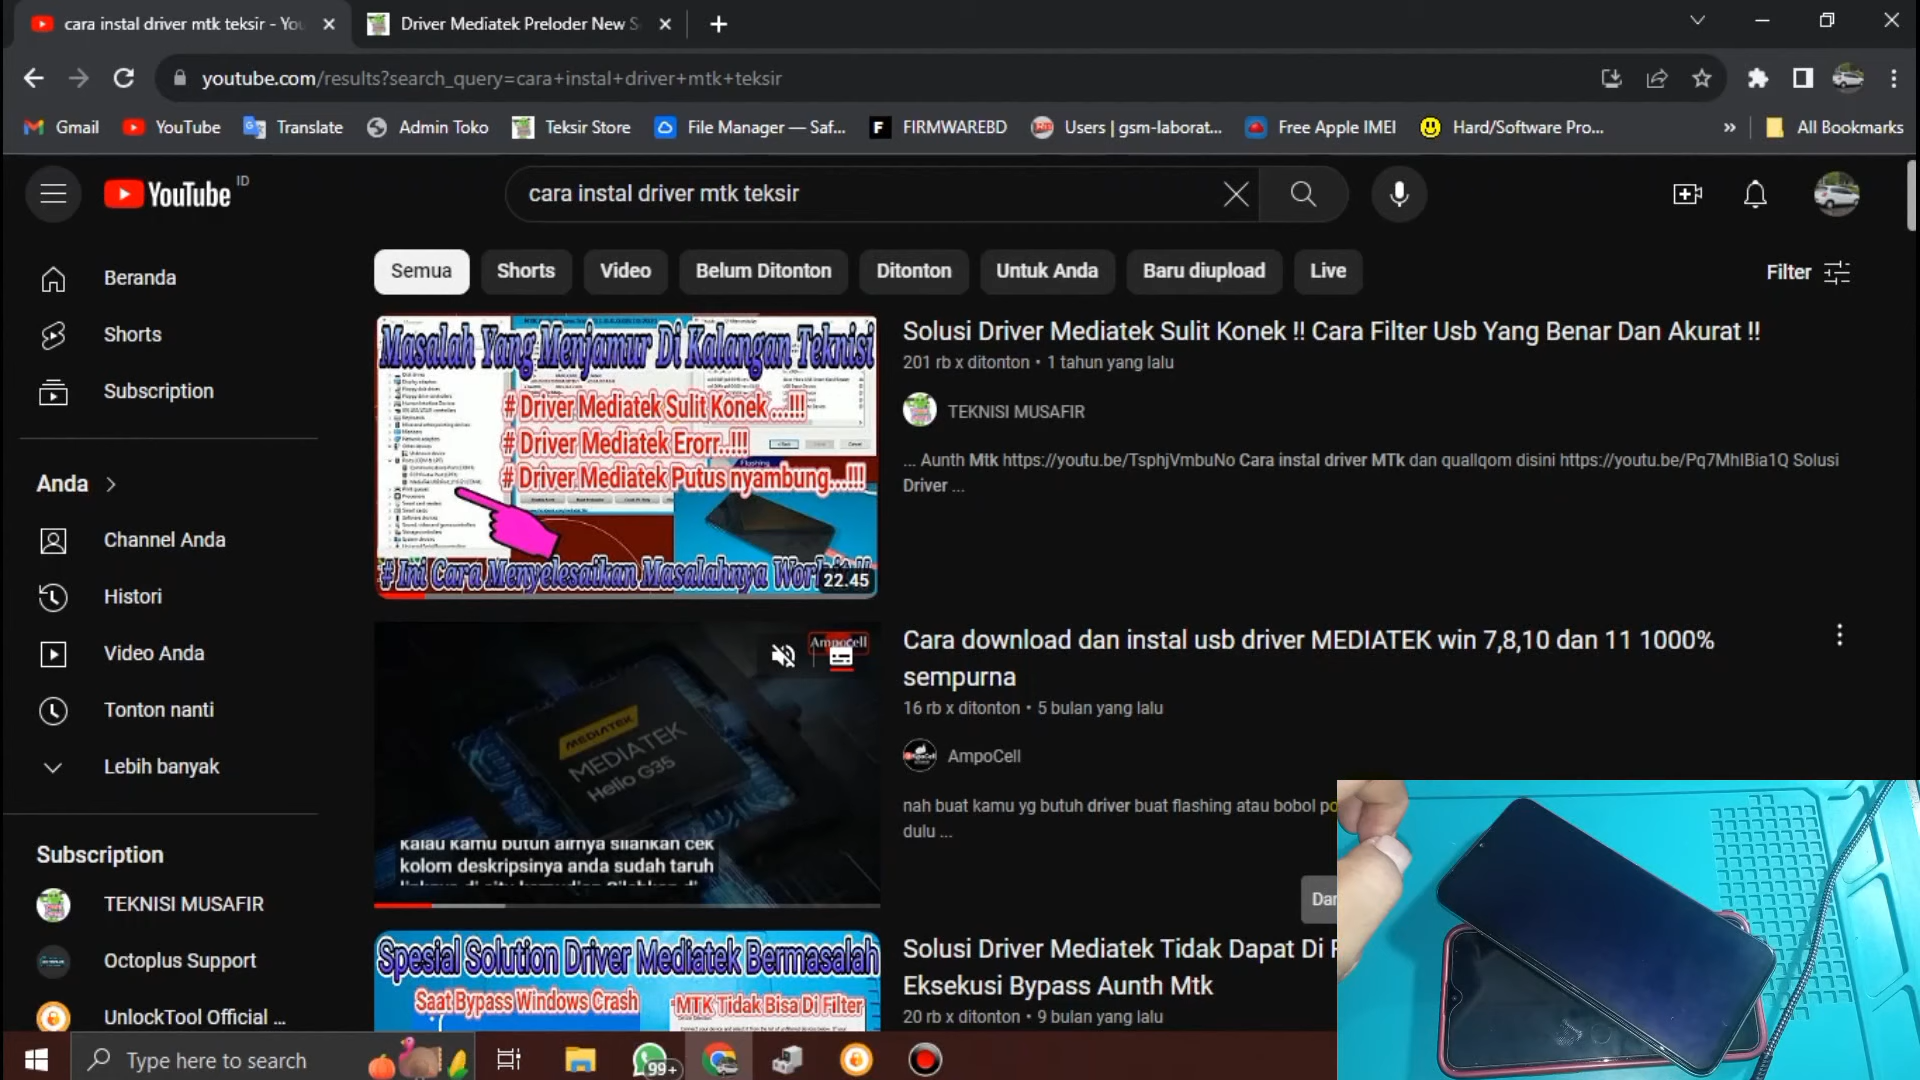 cara instal driver mtk teksir - You
Driver Mediatek Preloder New S
youtube.com/results?search_query=cara+instal+driver+mtk+teksir
Gmail
YouTube
Translate
Admin Toko
Teksir Store
File Manager — Saf...
FIRMWAREBD
Users | gsm-laborat...
Free Apple IMEI
Hard/Software Pro...
»
All Bookmarks
YouTube ID
cara instal driver mtk teksir
Semua
Shorts
Video
Belum Ditonton
Ditonton
Untuk Anda
Baru diupload
Live
Filter
Beranda
Shorts
Subscription
Anda
Channel Anda
Histori
Video Anda
Tonton nanti
Lebih banyak
Subscription
TEKNISI MUSAFIR
Octoplus Support
UnlockTool Official ...
Masalah Yang Menjamur Di Kalangan Teknisi
# Driver Mediatek Sulit Konek ...!!!
# Driver Mediatek Erorr..!!!
# Driver Mediatek Putus nyambung...!!!
# Ini Cara Menyelesaikan Masalahnya
22.45
Solusi Driver Mediatek Sulit Konek !! Cara Filter Usb Yang Benar Dan Akurat !!
201 rb x ditonton • 1 tahun yang lalu
TEKNISI MUSAFIR
... Aunth Mtk https://youtu.be/TsphjVmbuNo Cara instal driver MTk dan quallqom disini https://youtu.be/Pq7MhIBia1Q Solusi
Driver ...
AmpoCell
MEDIATEK
MEDIATEK
Helio G35
kalau kamu butuh airnya silahkan cek
kolom deskripsinya anda sudah taruh
Cara download dan instal usb driver MEDIATEK win 7,8,10 dan 11 1000%
sempurna
16 rb x ditonton • 5 bulan yang lalu
AmpoCell
nah buat kamu yg butuh driver buat flashing atau bobol
dulu ...
Dar
Spesial Solution Driver Mediatek Bermasalah
Saat Bypass Windows Crash
*MTK Tidak Bisa Di Filter
Solusi Driver Mediatek Tidak Dapat Di F
Eksekusi Bypass Aunth Mtk
20 rb x ditonton • 9 bulan yang lalu
Type here to search
99+